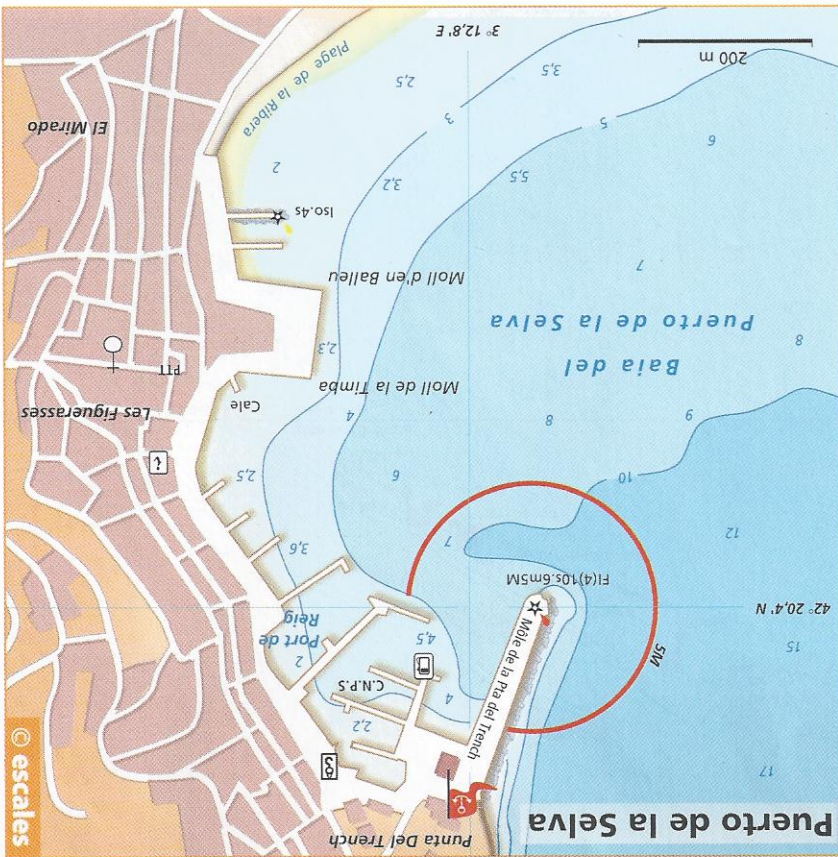 Puerto de la Selva
Punta Del Trench
17
2,2
Môle de la Pta del Trench
C.N.P.S
4
5M
15
4,5
2
Port de
Reig
42° 20,4' N
Fl(4)10s.6m5M
12
7
3,6
10
6
2,5
i
9
8
4
Cale
Les Figuerasses
Baia del
Puerto de la Selva
Moll de la Timba
PTT
8
2,3
7
Moll d'en Balleu
Iso.4s
6
5,5
3,2
2
El Mirado
5
3
3,5
2,5
Plage de la Ribera
200 m
3° 12,8' E
© escales